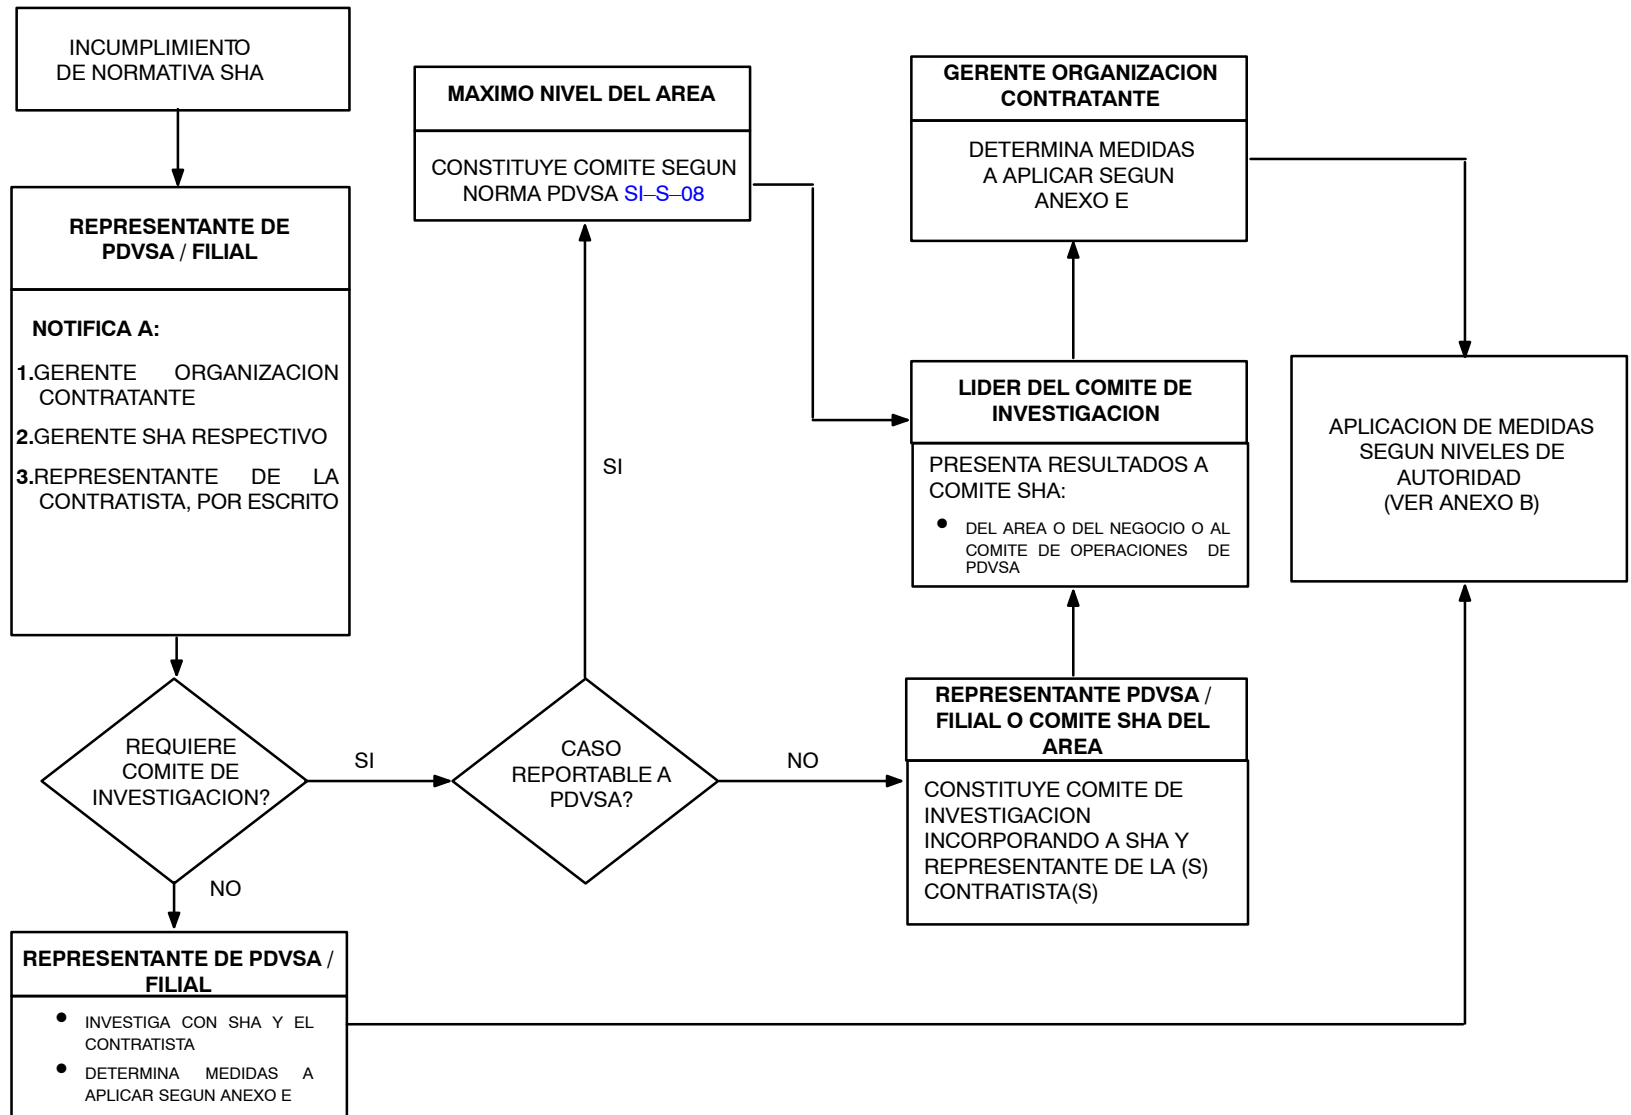 INCUMPLIMIENTO
DE NORMATIVA SHA
REPRESENTANTE DE
PDVSA / FILIAL
NOTIFICA A:
1.GERENTE ORGANIZACION
CONTRATANTE
2.GERENTE SHA RESPECTIVO
3.REPRESENTANTE DE LA
CONTRATISTA, POR ESCRITO
REQUIERE
COMITE DE
INVESTIGACION?
SI
NO
REPRESENTANTE DE PDVSA /
FILIAL
• INVESTIGA CON SHA Y EL
CONTRATISTA
• DETERMINA MEDIDAS A
APLICAR SEGUN ANEXO E
MAXIMO NIVEL DEL AREA
CONSTITUYE COMITE SEGUN
NORMA PDVSA SI–S–08
SI
CASO
REPORTABLE A
PDVSA?
NO
GERENTE ORGANIZACION
CONTRATANTE
DETERMINA MEDIDAS
A APLICAR SEGUN
ANEXO E
LIDER DEL COMITE DE
INVESTIGACION
PRESENTA RESULTADOS A
COMITE SHA:
• DEL AREA O DEL NEGOCIO O AL
COMITE DE OPERACIONES DE
PDVSA
REPRESENTANTE PDVSA /
FILIAL O COMITE SHA DEL
AREA
CONSTITUYE COMITE DE
INVESTIGACION
INCORPORANDO A SHA Y
REPRESENTANTE DE LA (S)
CONTRATISTA(S)
APLICACION DE MEDIDAS
SEGUN NIVELES DE
AUTORIDAD
(VER ANEXO B)